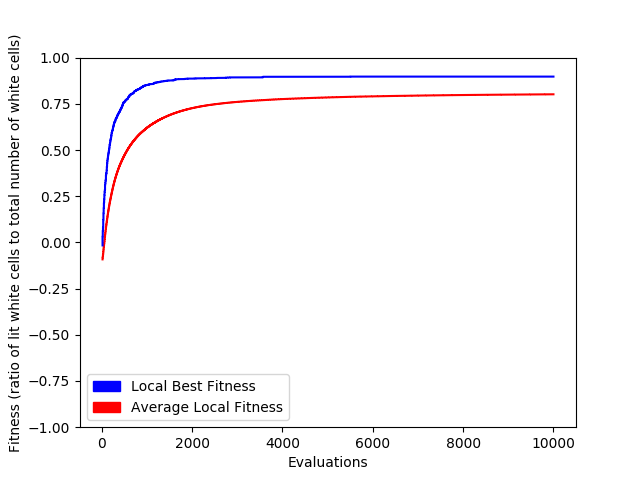 Fitness (ratio of lit white cells to total number of white cells)
1.00
0.75
0.50
0.25
0.00
−0.25
−0.50
−0.75
−1.00
Local Best Fitness
Average Local Fitness
0 2000 4000 6000 8000 10000
Evaluations